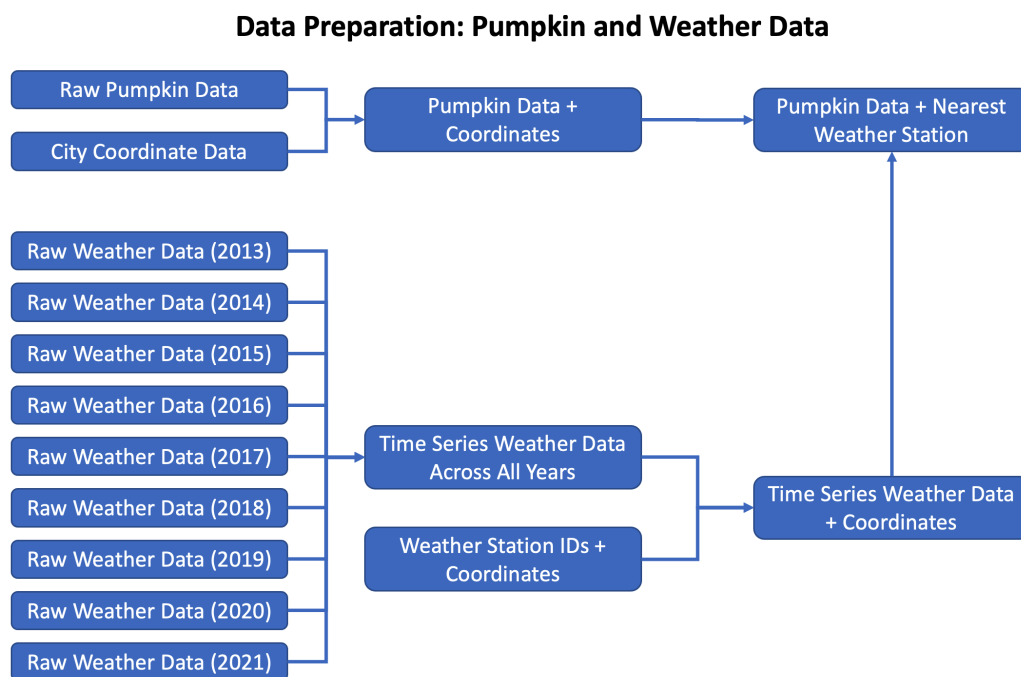 Data Preparation: Pumpkin and Weather Data
Raw Pumpkin Data
City Coordinate Data
Pumpkin Data +
Coordinates
Pumpkin Data + Nearest
Weather Station
Raw Weather Data (2013)
Raw Weather Data (2014)
Raw Weather Data (2015)
Raw Weather Data (2016)
Raw Weather Data (2017)
Raw Weather Data (2018)
Raw Weather Data (2019)
Raw Weather Data (2020)
Raw Weather Data (2021)
Time Series Weather Data
Across All Years
Weather Station IDs +
Coordinates
Time Series Weather Data
+ Coordinates